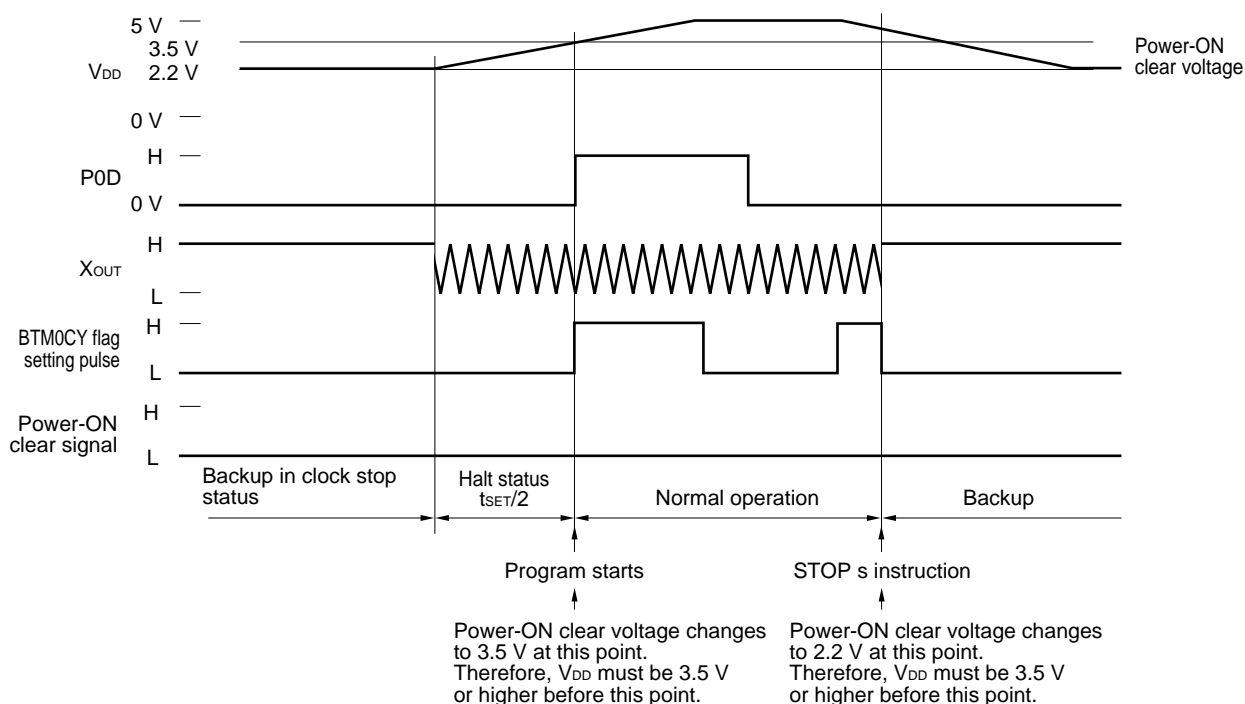 5 V
3.5 V
VDD 2.2 V
Power-ON
clear voltage
0 V
H
P0D
0 V
H
XOUT
L
H
BTM0CY flag
setting pulse
L
H
Power-ON
clear signal
L
Backup in clock stop
status
Halt status
tSET/2
Normal operation
Backup
Program starts
STOP s instruction
Power-ON clear voltage changes
to 3.5 V at this point.
Therefore, VDD must be 3.5 V
or higher before this point.
Power-ON clear voltage changes
to 2.2 V at this point.
Therefore, VDD must be 3.5 V
or higher before this point.